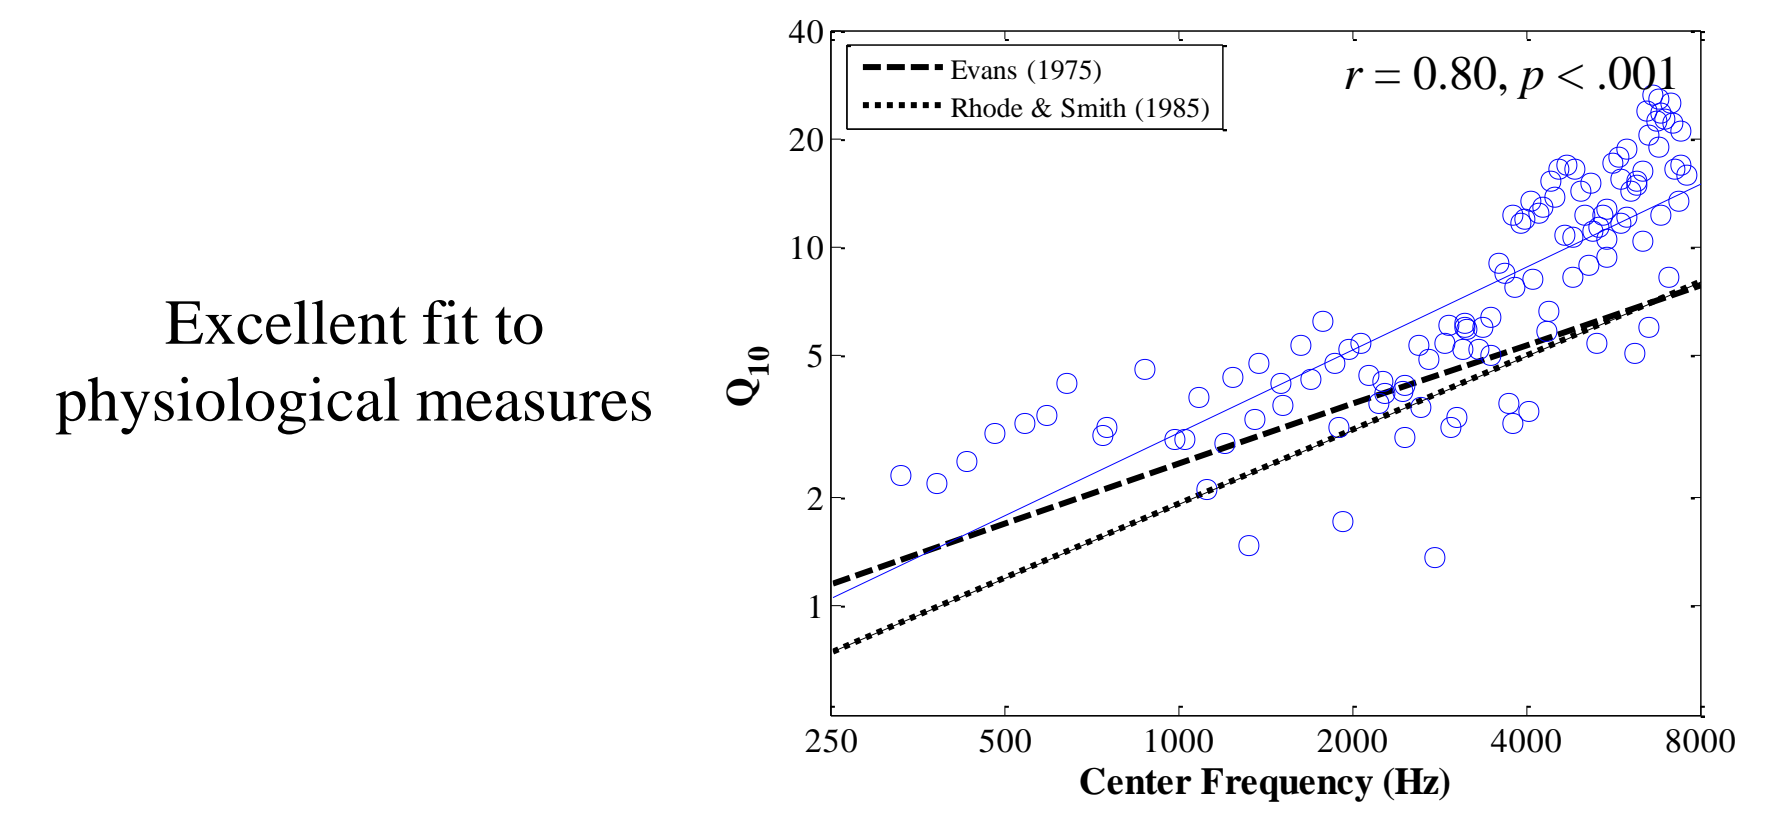 Excellent fit to
physiological measures
Evans (1975)
Rhode & Smith (1985)
r = 0.80, p < .001
40
20
10
5
2
1
Q10
250 500 1000 2000 4000 8000
Center Frequency (Hz)